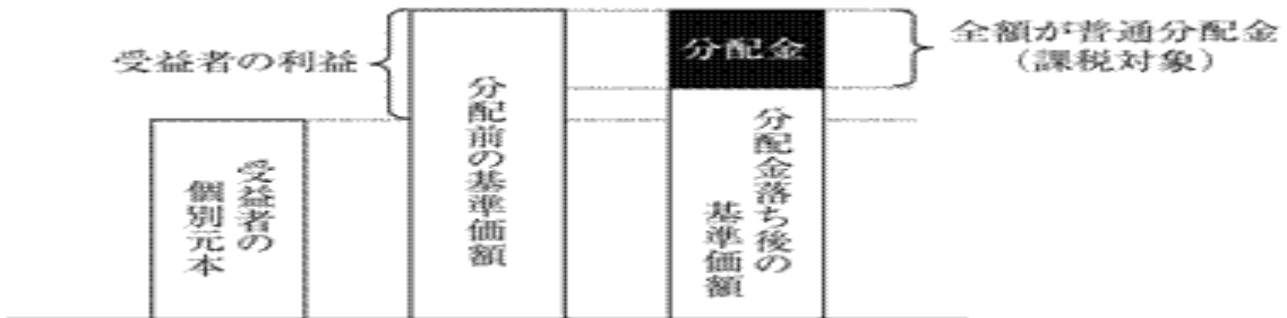 受益者の利益
分配金
全額が普通分配金
（課税対象）
受益者の
個別元本
分配前の基準価額
分配金落ち後の
基準価額